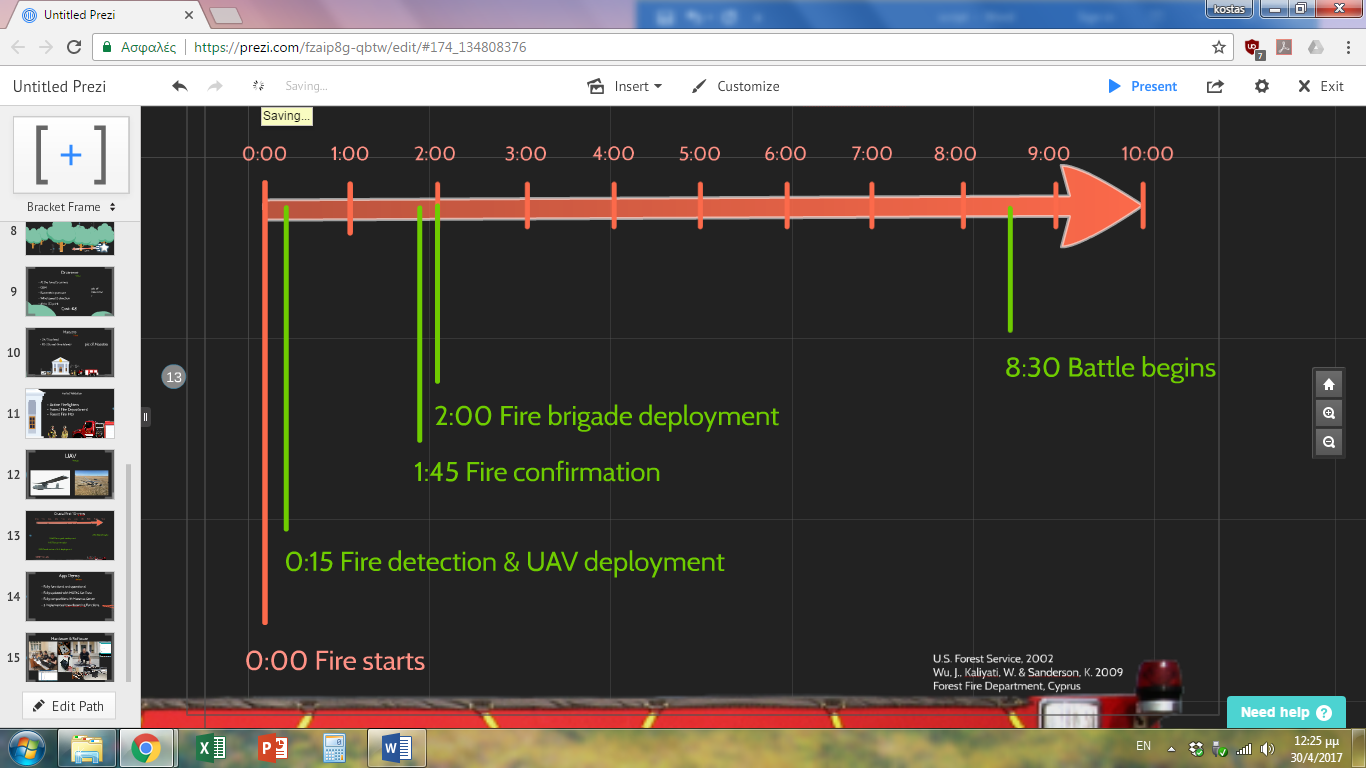 Untitled Prezi
kostas
Ασφαλές
https://prezi.com/fzaip8g-qbtw/edit/#174_134808376
7
Untitled Prezi
Saving...
Insert
Customize
Present
Exit
Saving...
Bracket Frame
0:00 1:00 2:00 3:00 4:00 5:00 6:00 7:00 8:00 9:00 10:00
8
9
10
11
12
UAV
13
14
App Demo
15
Edit Path
13
8:30 Battle begins
2:00 Fire brigade deployment
1:45 Fire confirmation
0:15 Fire detection & UAV deployment
0:00 Fire starts
U.S. Forest Service, 2002
Wu, J., Kaliyati, W. & Sanderson, K. 2009
Forest Fire Department, Cyprus
Need help ?
EN
12:25 μμ
30/4/2017